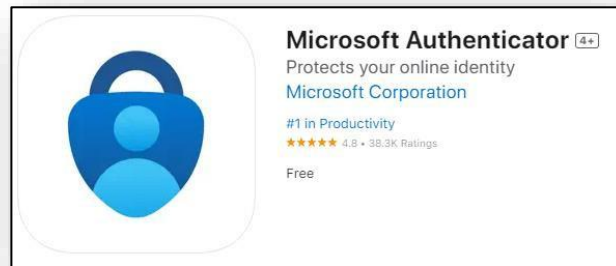 Microsoft Authenticator 4+
Protects your online identity
Microsoft Corporation
#1 in Productivity
★★★★★ 4.8 • 38.3K Ratings
Free